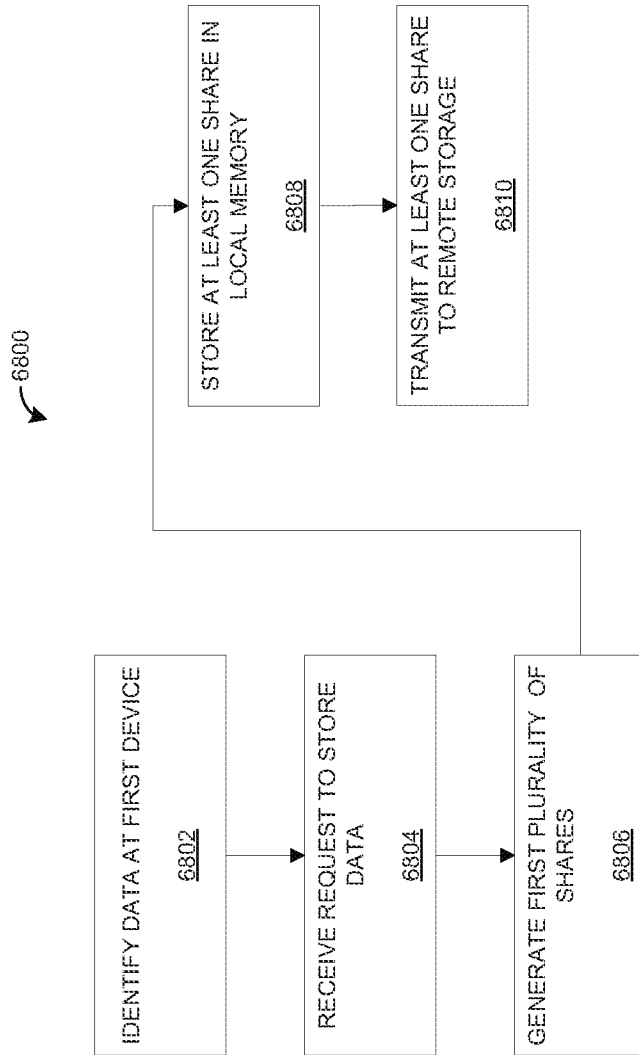 6800
IDENTIFY DATA AT FIRST DEVICE
6802
RECEIVE REQUEST TO STORE
DATA
6804
GENERATE FIRST PLURALITY OF
SHARES
6806
STORE AT LEAST ONE SHARE IN
LOCAL MEMORY
6808
TRANSMIT AT LEAST ONE SHARE
TO REMOTE STORAGE
6810